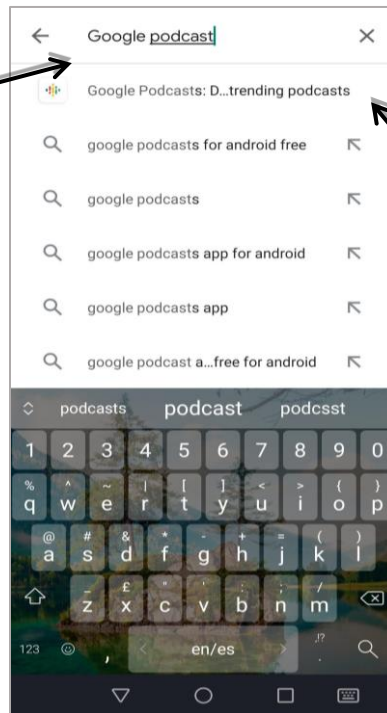 Google podcast
Google Podcasts: D...trending podcasts
google podcasts for android free
google podcasts
google podcasts app for android
google podcasts app
google podcast a...free for android
podcasts podcast podcsst
1 2 3 4 5 6 7 8 9 0
% ^ ~ | [ ] < > { }
q w e r t y u i o p
@ # & * - + = ( )
a s d f g h j k l
_ £ " ' : ; /
z x c v b n m
123 , en/es .
,!?